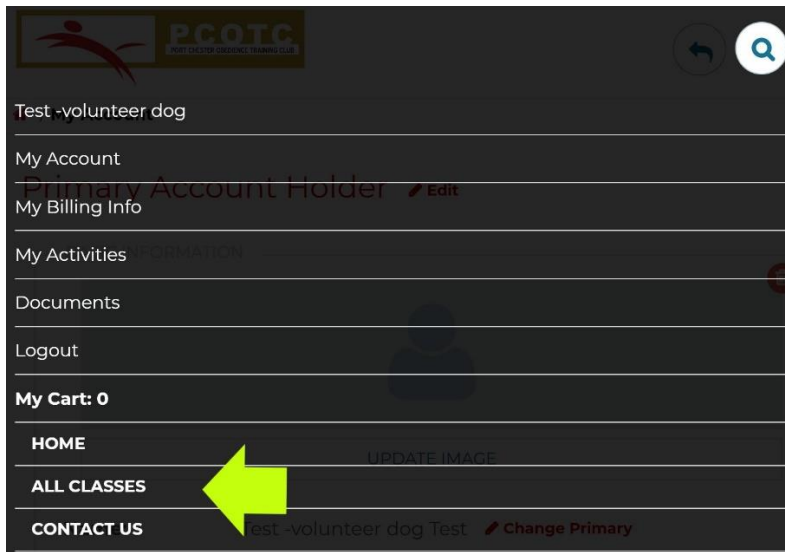 PCOTC
PORT CHESTER OBEDIENCE TRAINING CLUB
Test -volunteer dog
My Account
My Account
Primary Account Holder Edit
My Billing Info
My Activities
INFORMATION
Documents
Logout
My Cart: 0
HOME
UPDATE IMAGE
ALL CLASSES
CONTACT US
Test -volunteer dog Test Change Primary